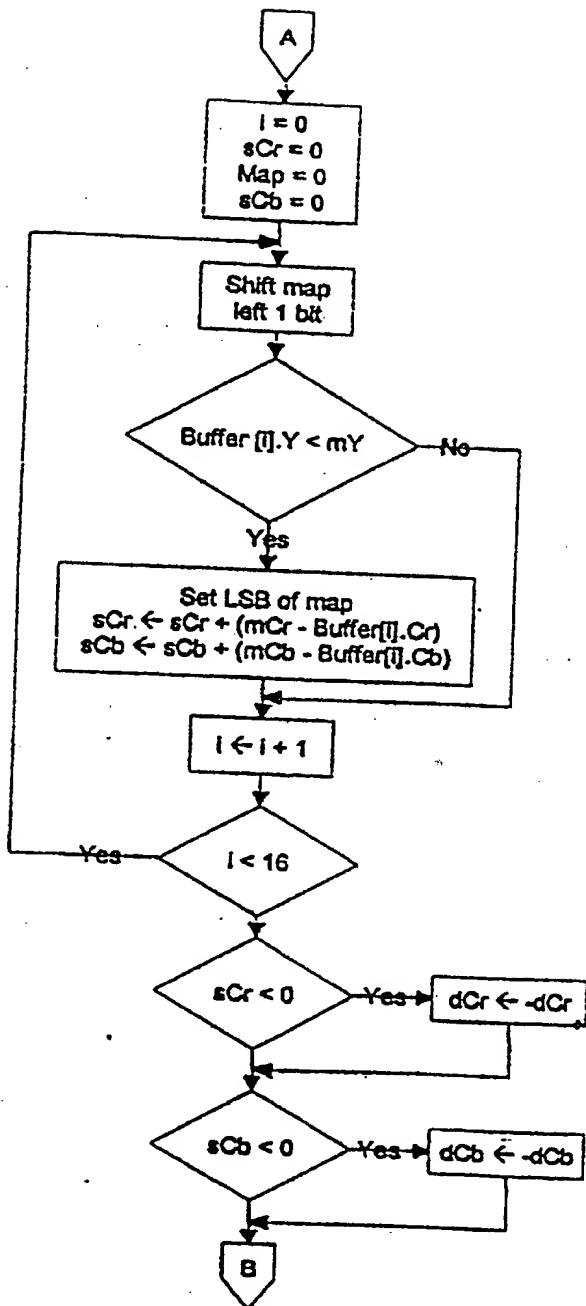 A
i = 0
sCr = 0
Map = 0
sCb = 0
Shift map
left 1 bit
Buffer [i].Y < mY
No
Yes
Set LSB of map
sCr ← sCr + (mCr - Buffer[i].Cr)
sCb ← sCb + (mCb - Buffer[i].Cb)
i ← i + 1
Yes
i < 16
sCr < 0
Yes
dCr ← -dCr
sCb < 0
Yes
dCb ← -dCb
B